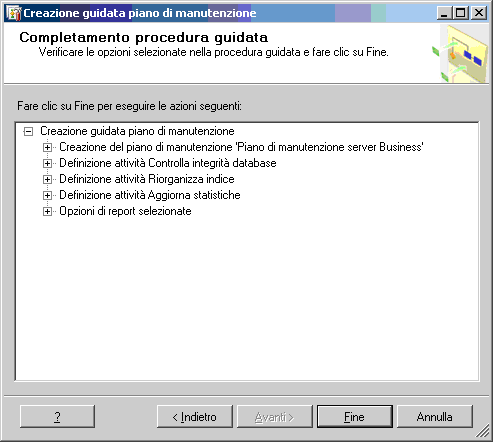 Creazione guidata piano di manutenzione
Completamento procedura guidata
Verificare le opzioni selezionate nella procedura guidata e fare clic su Fine.
Fare clic su Fine per eseguire le azioni seguenti:
Creazione guidata piano di manutenzione
Creazione del piano di manutenzione 'Piano di manutenzione server Business'
Definizione attività Controlla integrità database
Definizione attività Riorganizza indice
Definizione attività Aggiorna statistiche
Opzioni di report selezionate
?
< Indietro
Avanti >
Fine
Annulla